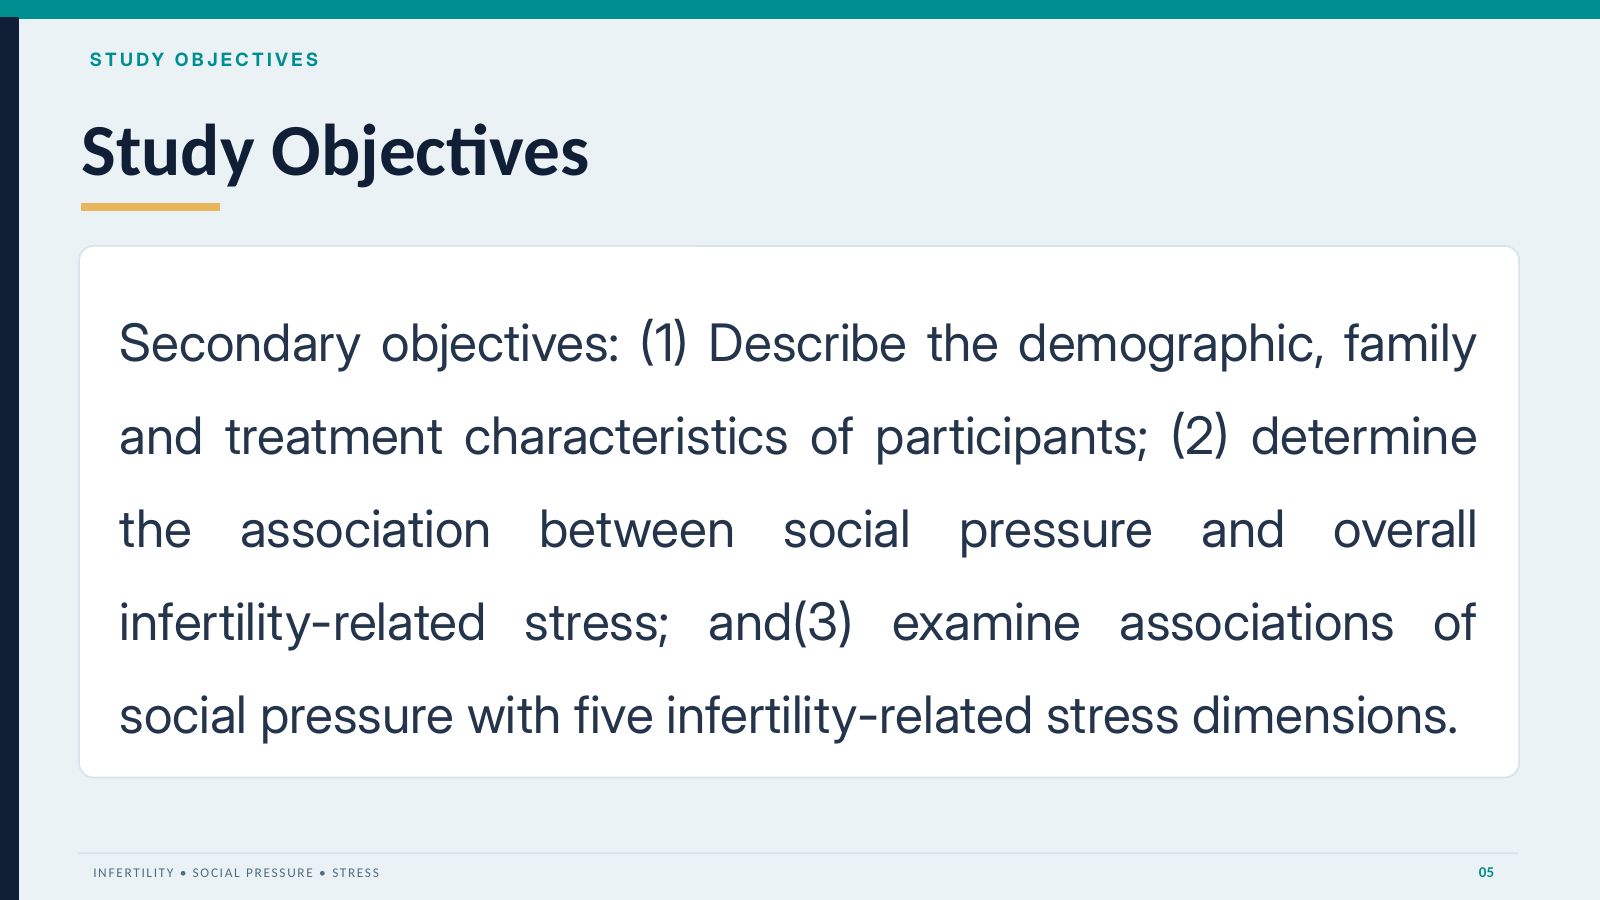 STUDY OBJECTIVES
Study Objectives
Secondary objectives: (1) Describe the demographic, family
and treatment characteristics of participants; (2) determine
the association between social pressure and overall
infertility-related stress; and(3) examine associations of
social pressure with five infertility-related stress dimensions.
INFERTILITY • SOCIAL PRESSURE • STRESS
05